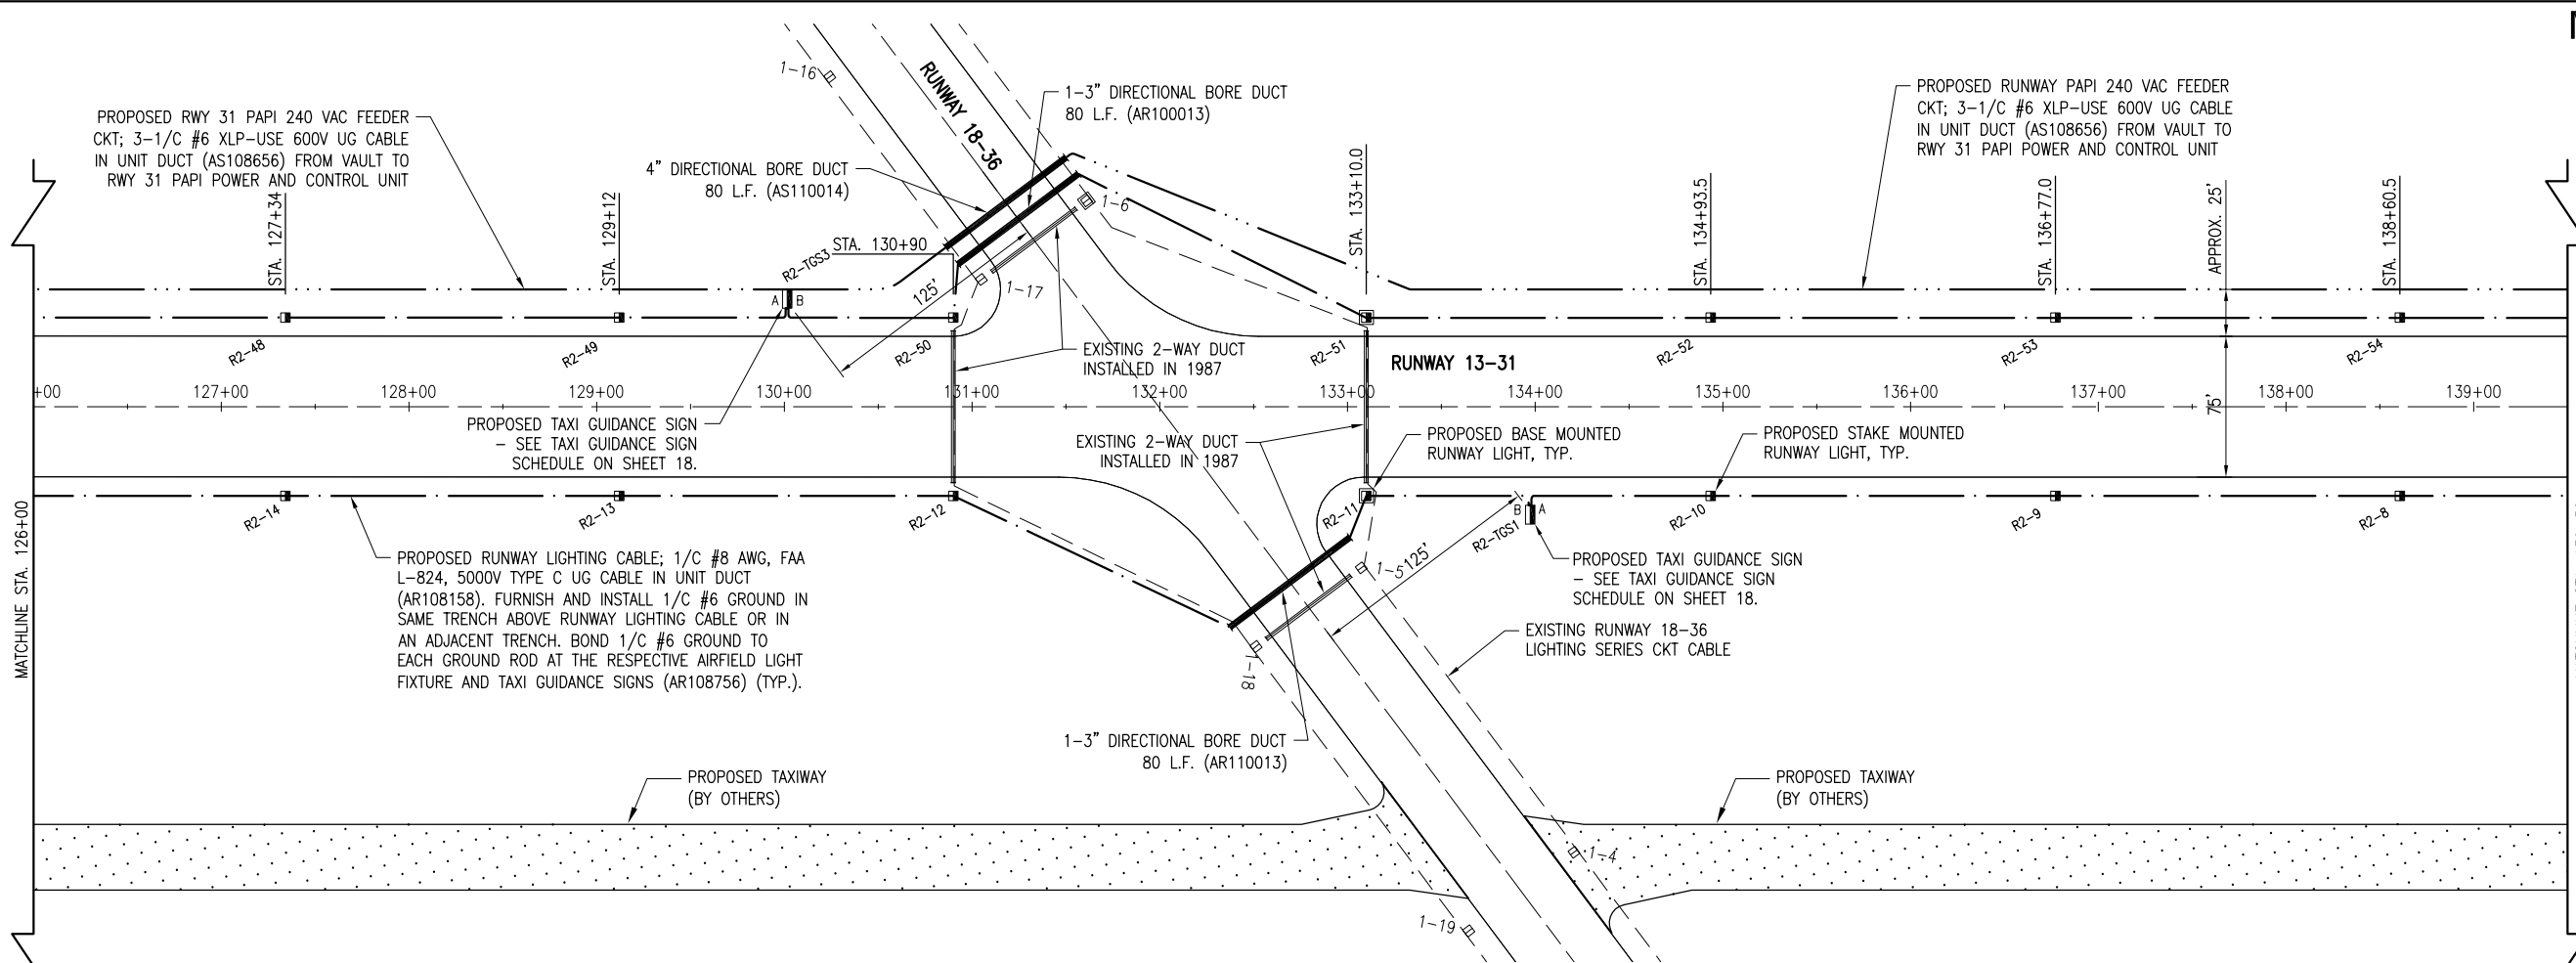 PROPOSED RWY 31 PAPI 240 VAC FEEDER
CKT; 3-1/C #6 XLP-USE 600V UG CABLE
IN UNIT DUCT (AS108656) FROM VAULT TO
RWY 31 PAPI POWER AND CONTROL UNIT
1-16
RUNWAY 18-36
1-3" DIRECTIONAL BORE DUCT
80 L.F. (AR100013)
4" DIRECTIONAL BORE DUCT
80 L.F. (AS110014)
PROPOSED RUNWAY PAPI 240 VAC FEEDER
CKT; 3-1/C #6 XLP-USE 600V UG CABLE
IN UNIT DUCT (AS108656) FROM VAULT TO
RWY 31 PAPI POWER AND CONTROL UNIT
STA. 127+34
STA. 129+12
STA. 130+90
STA. 133+10.0
STA. 134+93.5
STA. 136+77.0
APPROX. 25'
STA. 138+60.5
R2-TGS3
A
B
125'
1-17
1-6
R2-48
R2-49
R2-50
R2-51
R2-52
R2-53
R2-54
EXISTING 2-WAY DUCT
INSTALLED IN 1987
RUNWAY 13-31
+00
127+00
128+00
129+00
130+00
131+00
132+00
133+00
134+00
135+00
136+00
137+00
138+00
139+00
75'
PROPOSED TAXI GUIDANCE SIGN
- SEE TAXI GUIDANCE SIGN
SCHEDULE ON SHEET 18.
EXISTING 2-WAY DUCT
INSTALLED IN 1987
PROPOSED BASE MOUNTED
RUNWAY LIGHT, TYP.
PROPOSED STAKE MOUNTED
RUNWAY LIGHT, TYP.
R2-14
R2-13
R2-12
R2-11
R2-TGS1
B
A
R2-10
R2-9
R2-8
MATCHLINE STA. 126+00
PROPOSED RUNWAY LIGHTING CABLE; 1/C #8 AWG, FAA
L-824, 5000V TYPE C UG CABLE IN UNIT DUCT
(AR108158). FURNISH AND INSTALL 1/C #6 GROUND IN
SAME TRENCH ABOVE RUNWAY LIGHTING CABLE OR IN
AN ADJACENT TRENCH. BOND 1/C #6 GROUND TO
EACH GROUND ROD AT THE RESPECTIVE AIRFIELD LIGHT
FIXTURE AND TAXI GUIDANCE SIGNS (AR108756) (TYP.).
1-5
125'
PROPOSED TAXI GUIDANCE SIGN
- SEE TAXI GUIDANCE SIGN
SCHEDULE ON SHEET 18.
EXISTING RUNWAY 18-36
LIGHTING SERIES CKT CABLE
1-18
1-3" DIRECTIONAL BORE DUCT
80 L.F. (AR110013)
PROPOSED TAXIWAY
(BY OTHERS)
PROPOSED TAXIWAY
(BY OTHERS)
1-4
1-19